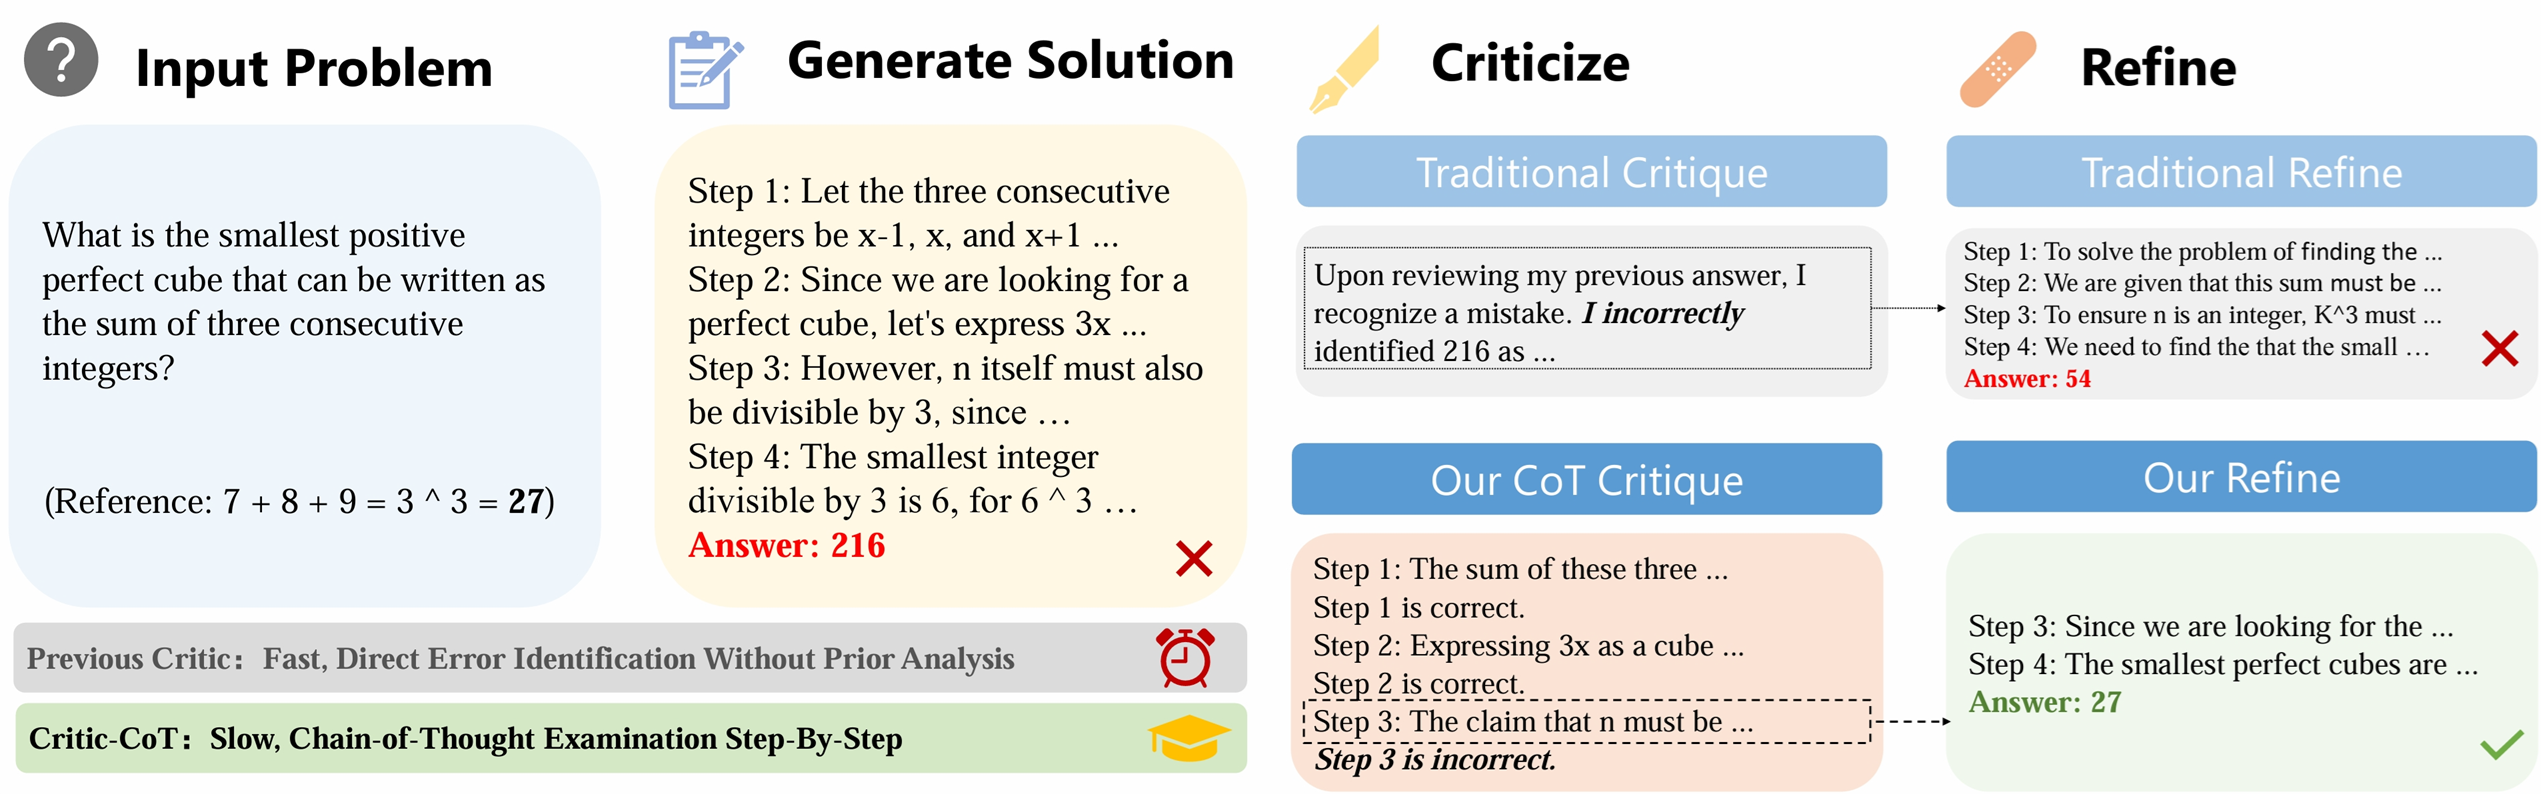 ?
Input Problem
What is the smallest positive
perfect cube that can be written as
the sum of three consecutive
integers?
(Reference: 7 + 8 + 9 = 3 ^ 3 = 27)
Generate Solution
Step 1: Let the three consecutive
integers be x-1, x, and x+1 ...
Step 2: Since we are looking for a
perfect cube, let's express 3x ...
Step 3: However, n itself must also
be divisible by 3, since …
Step 4: The smallest integer
divisible by 3 is 6, for 6 ^ 3 …
Answer: 216
Previous Critic: Fast, Direct Error Identification Without Prior Analysis
Critic-CoT: Slow, Chain-of-Thought Examination Step-By-Step
Criticize
Traditional Critique
Upon reviewing my previous answer, I
recognize a mistake. I incorrectly
identified 216 as ...
Our CoT Critique
Step 1: The sum of these three ...
Step 1 is correct.
Step 2: Expressing 3x as a cube ...
Step 2 is correct.
Step 3: The claim that n must be ...
Step 3 is incorrect.
Refine
Traditional Refine
Step 1: To solve the problem of finding the ...
Step 2: We are given that this sum must be ...
Step 3: To ensure n is an integer, K^3 must ...
Step 4: We need to find the that the small …
Answer: 54
Our Refine
Step 3: Since we are looking for the ...
Step 4: The smallest perfect cubes are ...
Answer: 27